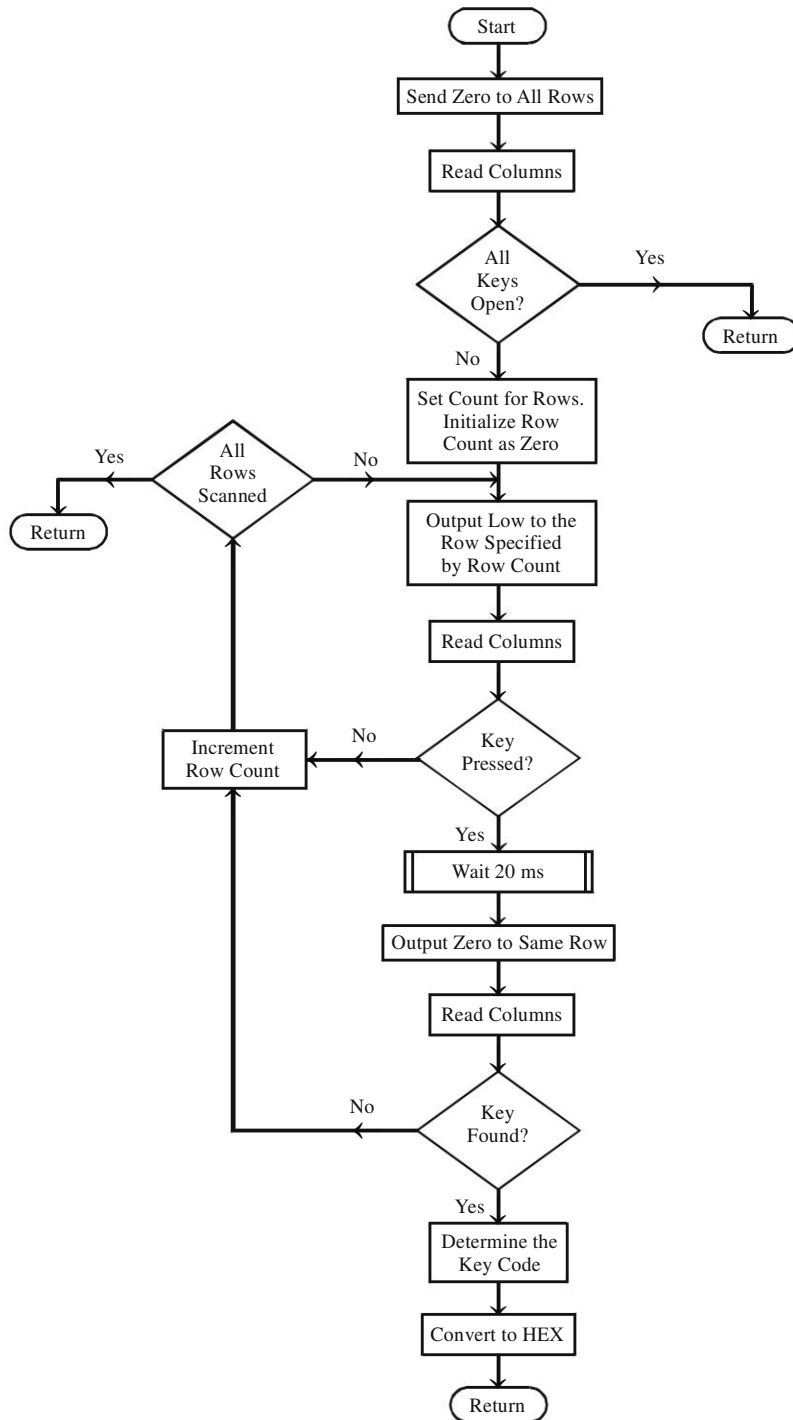 Start
Send Zero to All Rows
Read Columns
All
Keys
Open?
Yes
Return
No
Set Count for Rows.
Initialize Row
Count as Zero
All
Rows
Scanned
Yes
No
Return
Output Low to the
Row Specified
by Row Count
Read Columns
Key
Pressed?
No
Increment
Row Count
Yes
Wait 20 ms
Output Zero to Same Row
Read Columns
Key
Found?
No
Yes
Determine the
Key Code
Convert to HEX
Return